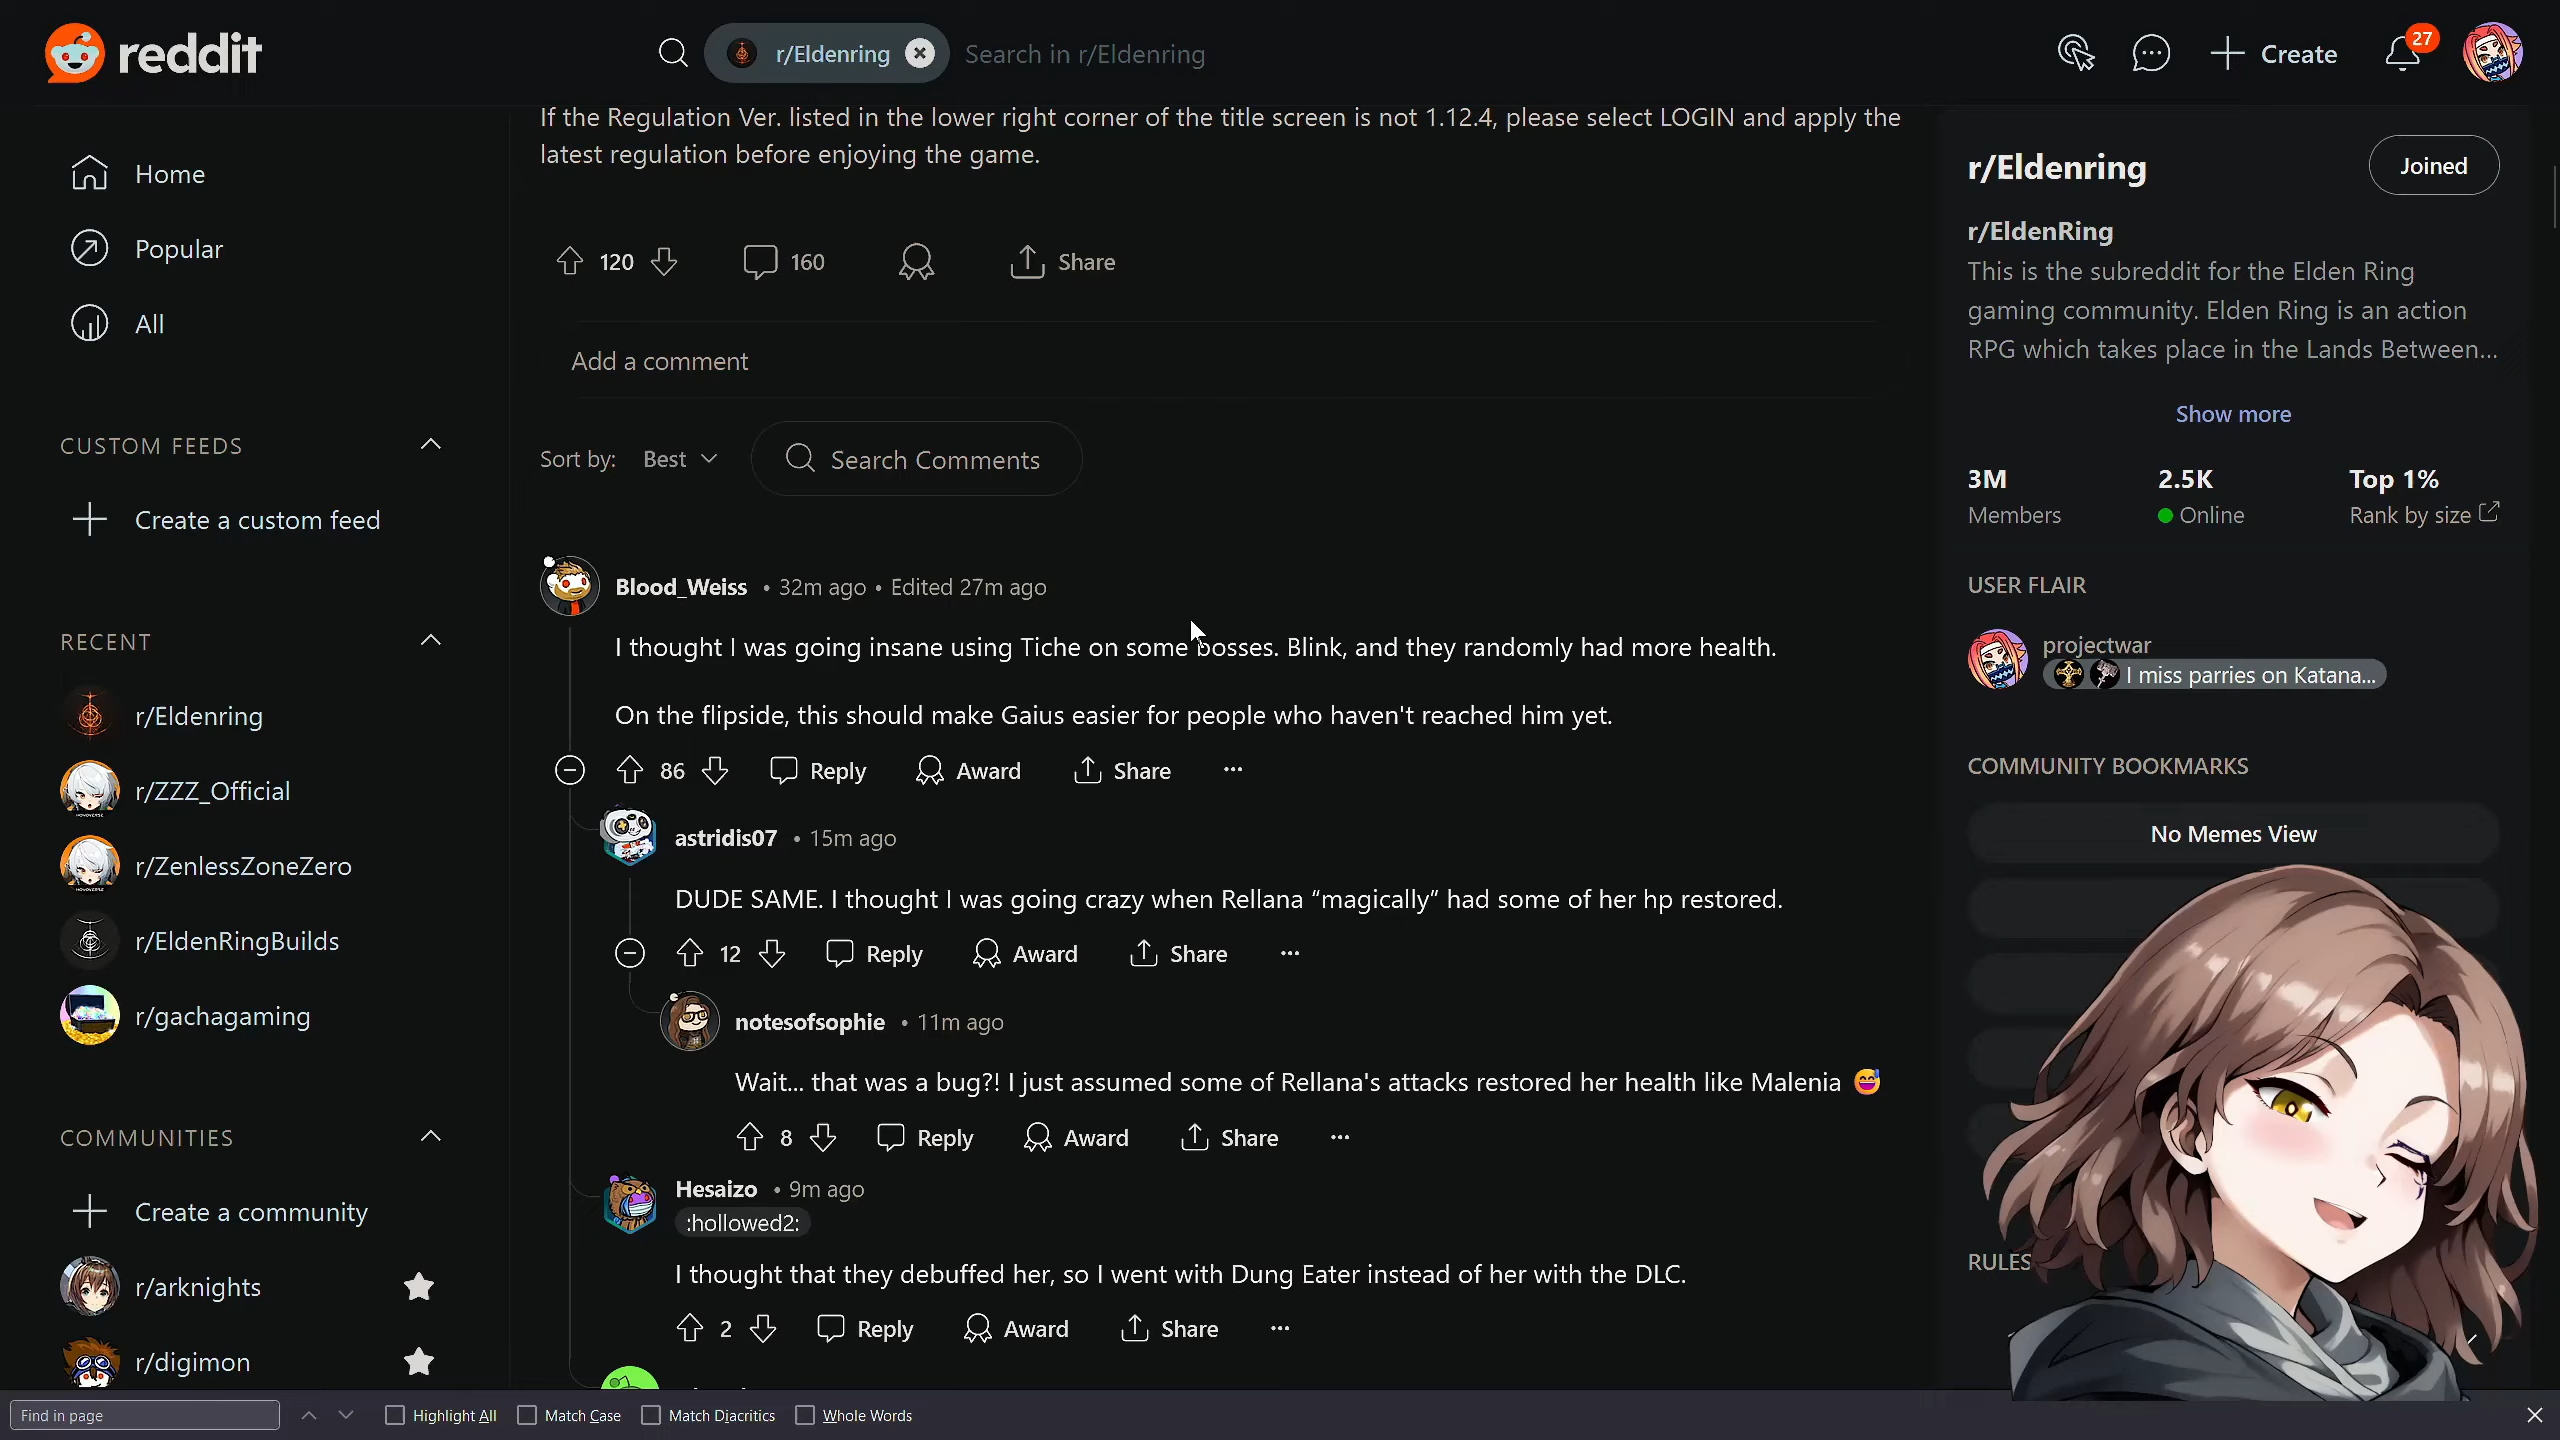 reddit
r/Eldenring
Search in r/Eldenring
Create
27
Home
Popular
All
CUSTOM FEEDS
Create a custom feed
RECENT
r/Eldenring
r/ZZZ_Official
r/ZenlessZoneZero
r/EldenRingBuilds
r/gachagaming
COMMUNITIES
Create a community
r/arknights
r/digimon
If the Regulation Ver. listed in the lower right corner of the title screen is not 1.12.4, please select LOGIN and apply the
latest regulation before enjoying the game.
120
160
Share
Add a comment
Sort by: Best
Search Comments
Blood_Weiss • 32m ago • Edited 27m ago
I thought I was going insane using Tiche on some bosses. Blink, and they randomly had more health.
On the flipside, this should make Gaius easier for people who haven't reached him yet.
86 Reply Award Share ...
astridis07 • 15m ago
DUDE SAME. I thought I was going crazy when Rellana “magically” had some of her hp restored.
12 Reply Award Share ...
notesofsophie • 11m ago
Wait... that was a bug?! I just assumed some of Rellana's attacks restored her health like Malenia 😅
8 Reply Award Share ...
Hesaizo • 9m ago
:hollowed2:
I thought that they debuffed her, so I went with Dung Eater instead of her with the DLC.
2 Reply Award Share ...
r/Eldenring
Joined
r/EldenRing
This is the subreddit for the Elden Ring
gaming community. Elden Ring is an action
RPG which takes place in the Lands Between...
Show more
3M 2.5K Top 1%
Members Online Rank by size
USER FLAIR
projectwar
I miss parries on Katana...
COMMUNITY BOOKMARKS
No Memes View
RULES
Find in page
Highlight All
Match Case
Match Diacritics
Whole Words